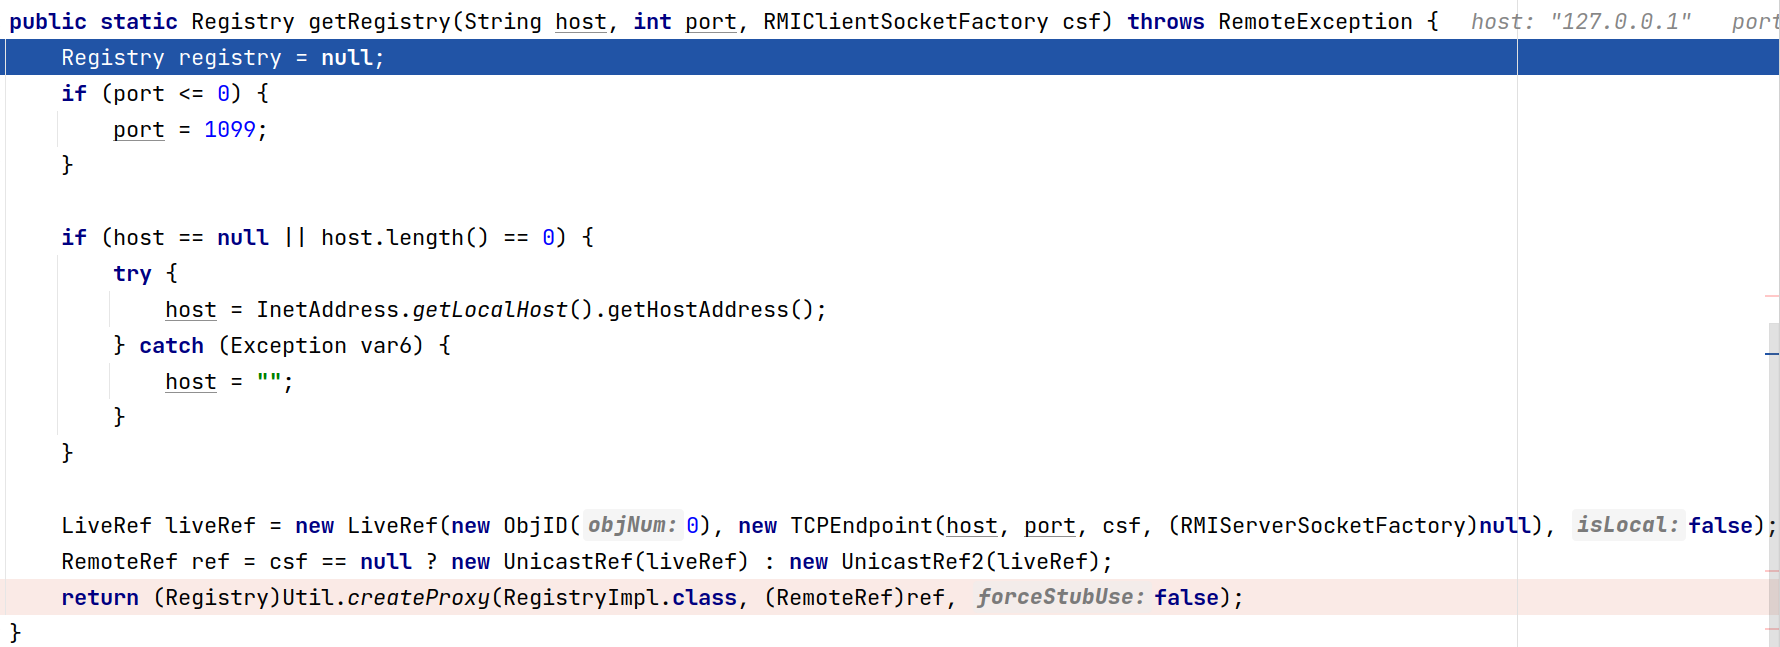 public static Registry getRegistry(String host, int port, RMIClientSocketFactory csf) throws RemoteException {   host: "127.0.0.1"   port
    Registry registry = null;
    if (port <= 0) {
        port = 1099;
    }

    if (host == null || host.length() == 0) {
        try {
            host = InetAddress.getLocalHost().getHostAddress();
        } catch (Exception var6) {
            host = "";
        }
    }

    LiveRef liveRef = new LiveRef(new ObjID( objNum: 0), new TCPEndpoint(host, port, csf, (RMIServerSocketFactory)null), isLocal: false);
    RemoteRef ref = csf == null ? new UnicastRef(liveRef) : new UnicastRef2(liveRef);
    return (Registry)Util.createProxy(RegistryImpl.class, (RemoteRef)ref, forceStubUse: false);
}